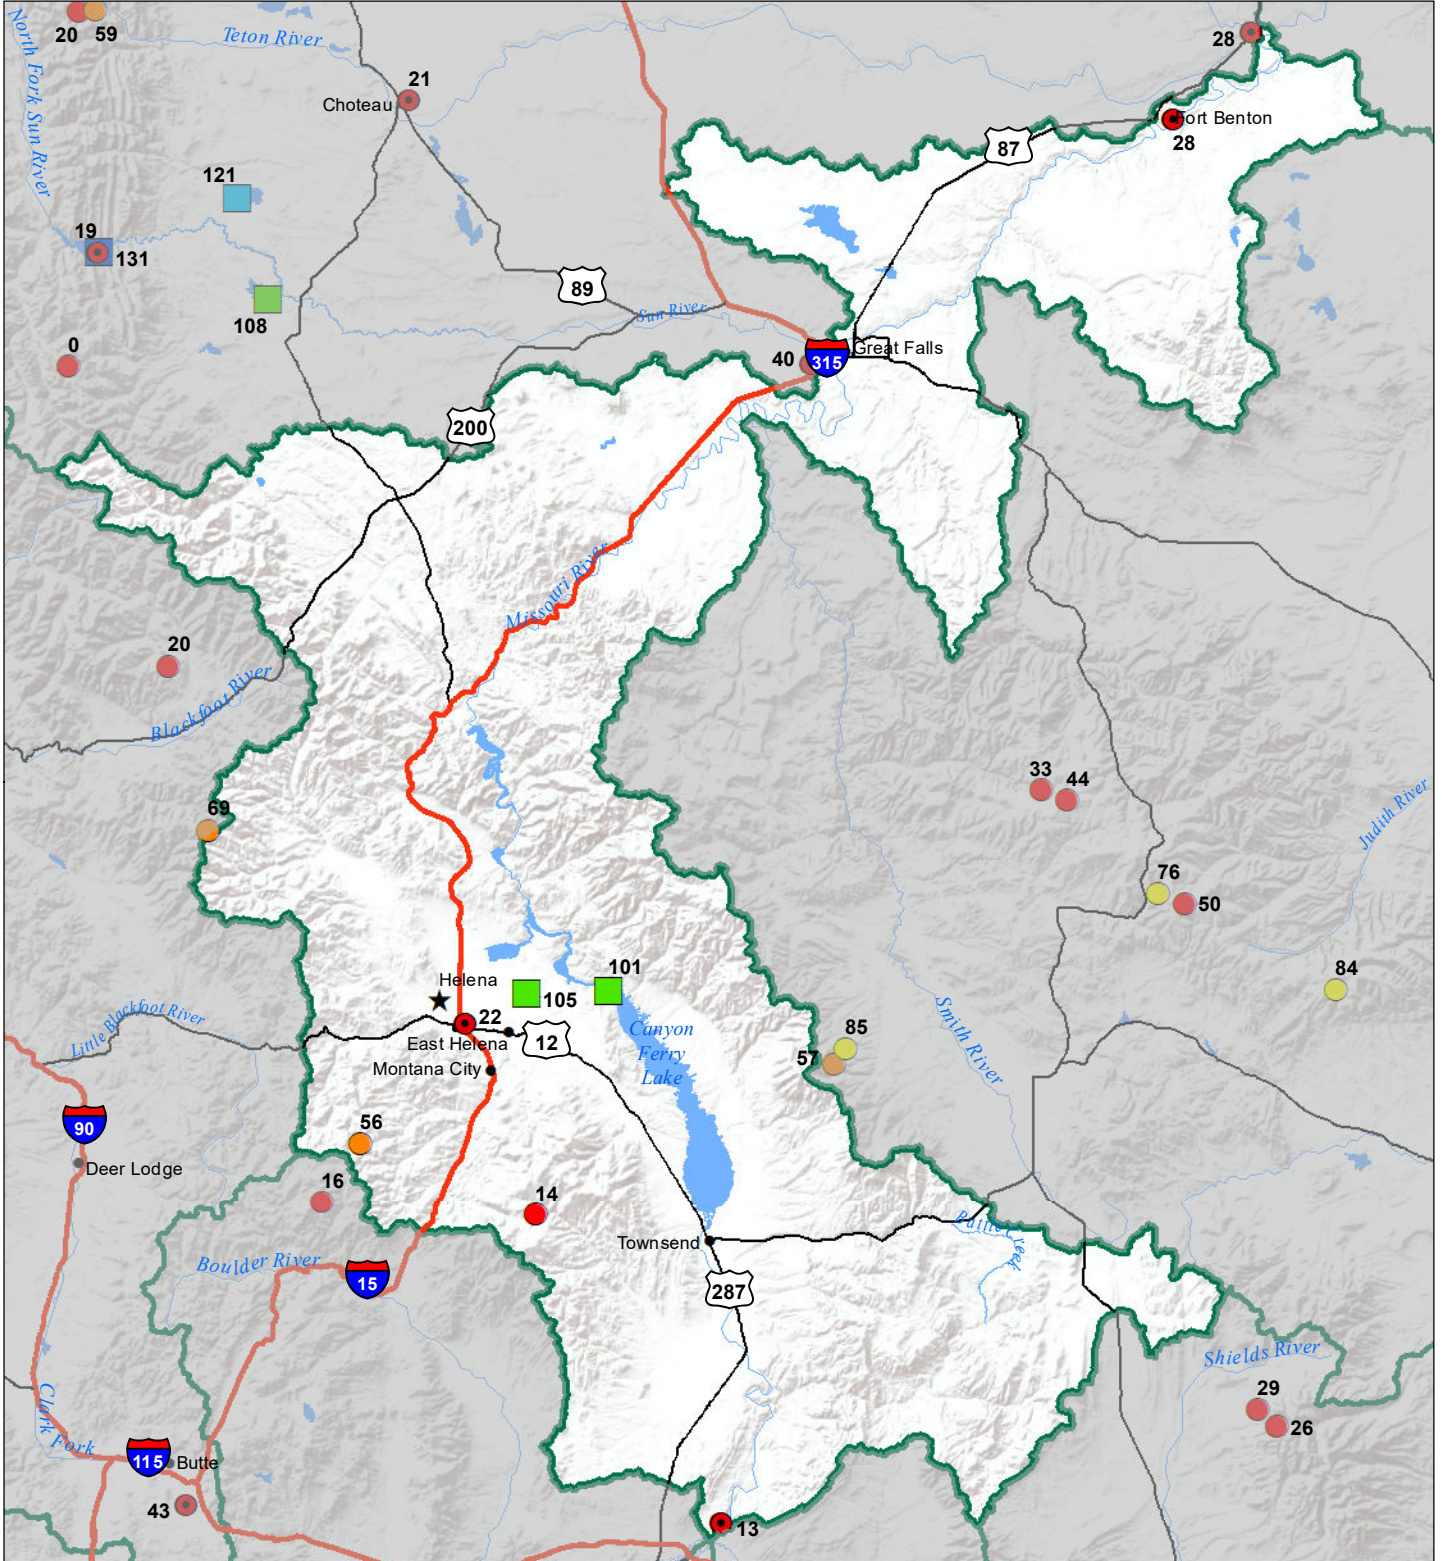 20
59
North Fork Sun River
Teton River
28
21
Choteau
Fort Benton
28
87
121
19
131
89
108
Sun River
0
40
315
Great Falls
200
Missouri River
20
Blackfoot River
33
44
Judith River
69
76
50
84
101
Helena
105
Smith River
Little Blackfoot River
22
East Helena
12
Canyon
Ferry
Lake
85
57
Montana City
90
56
Deer Lodge
16
14
Battle Creek
Townsend
Boulder River
15
287
Shields River
Clark Fork
29
26
115
Butte
43
13